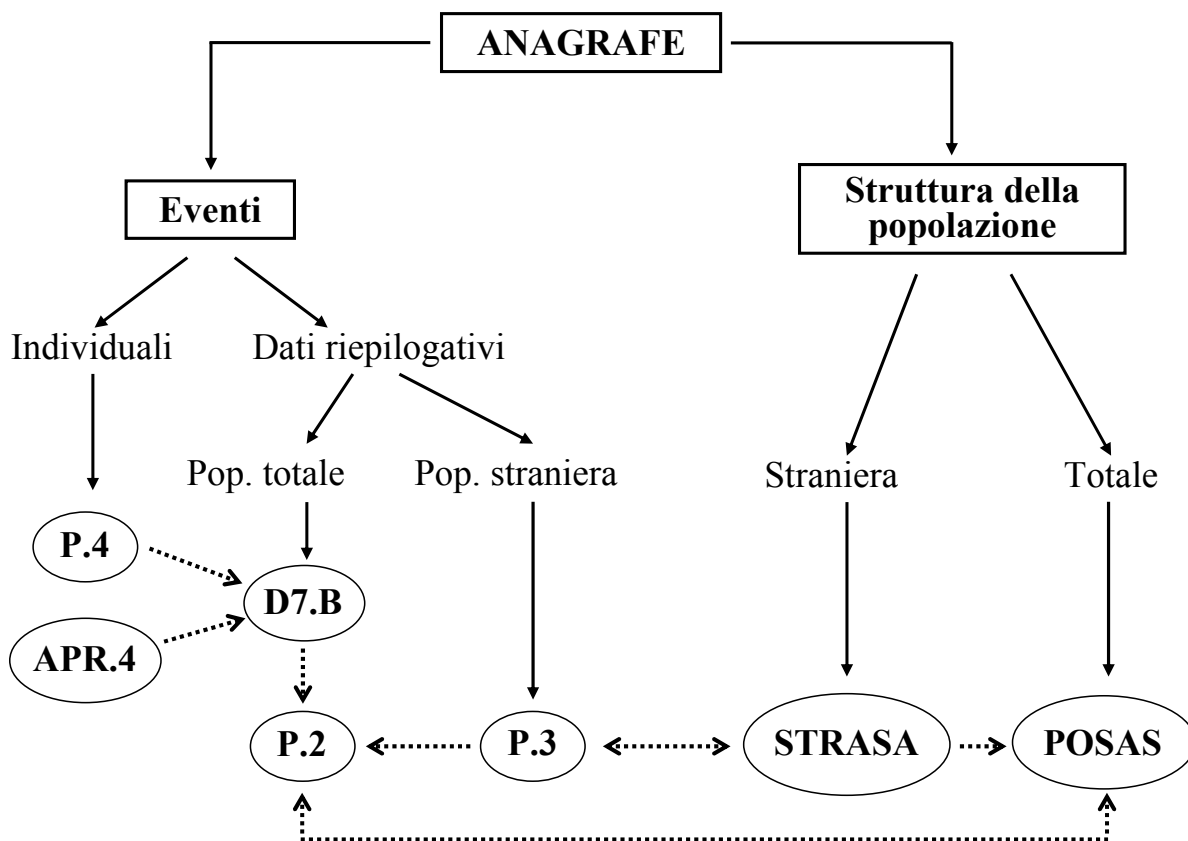 ANAGRAFE
Eventi
Struttura della
popolazione
Individuali
Dati riepilogativi
Pop. totale
Pop. straniera
Straniera
Totale
P.4
D7.B
APR.4
P.2
P.3
STRASA
POSAS